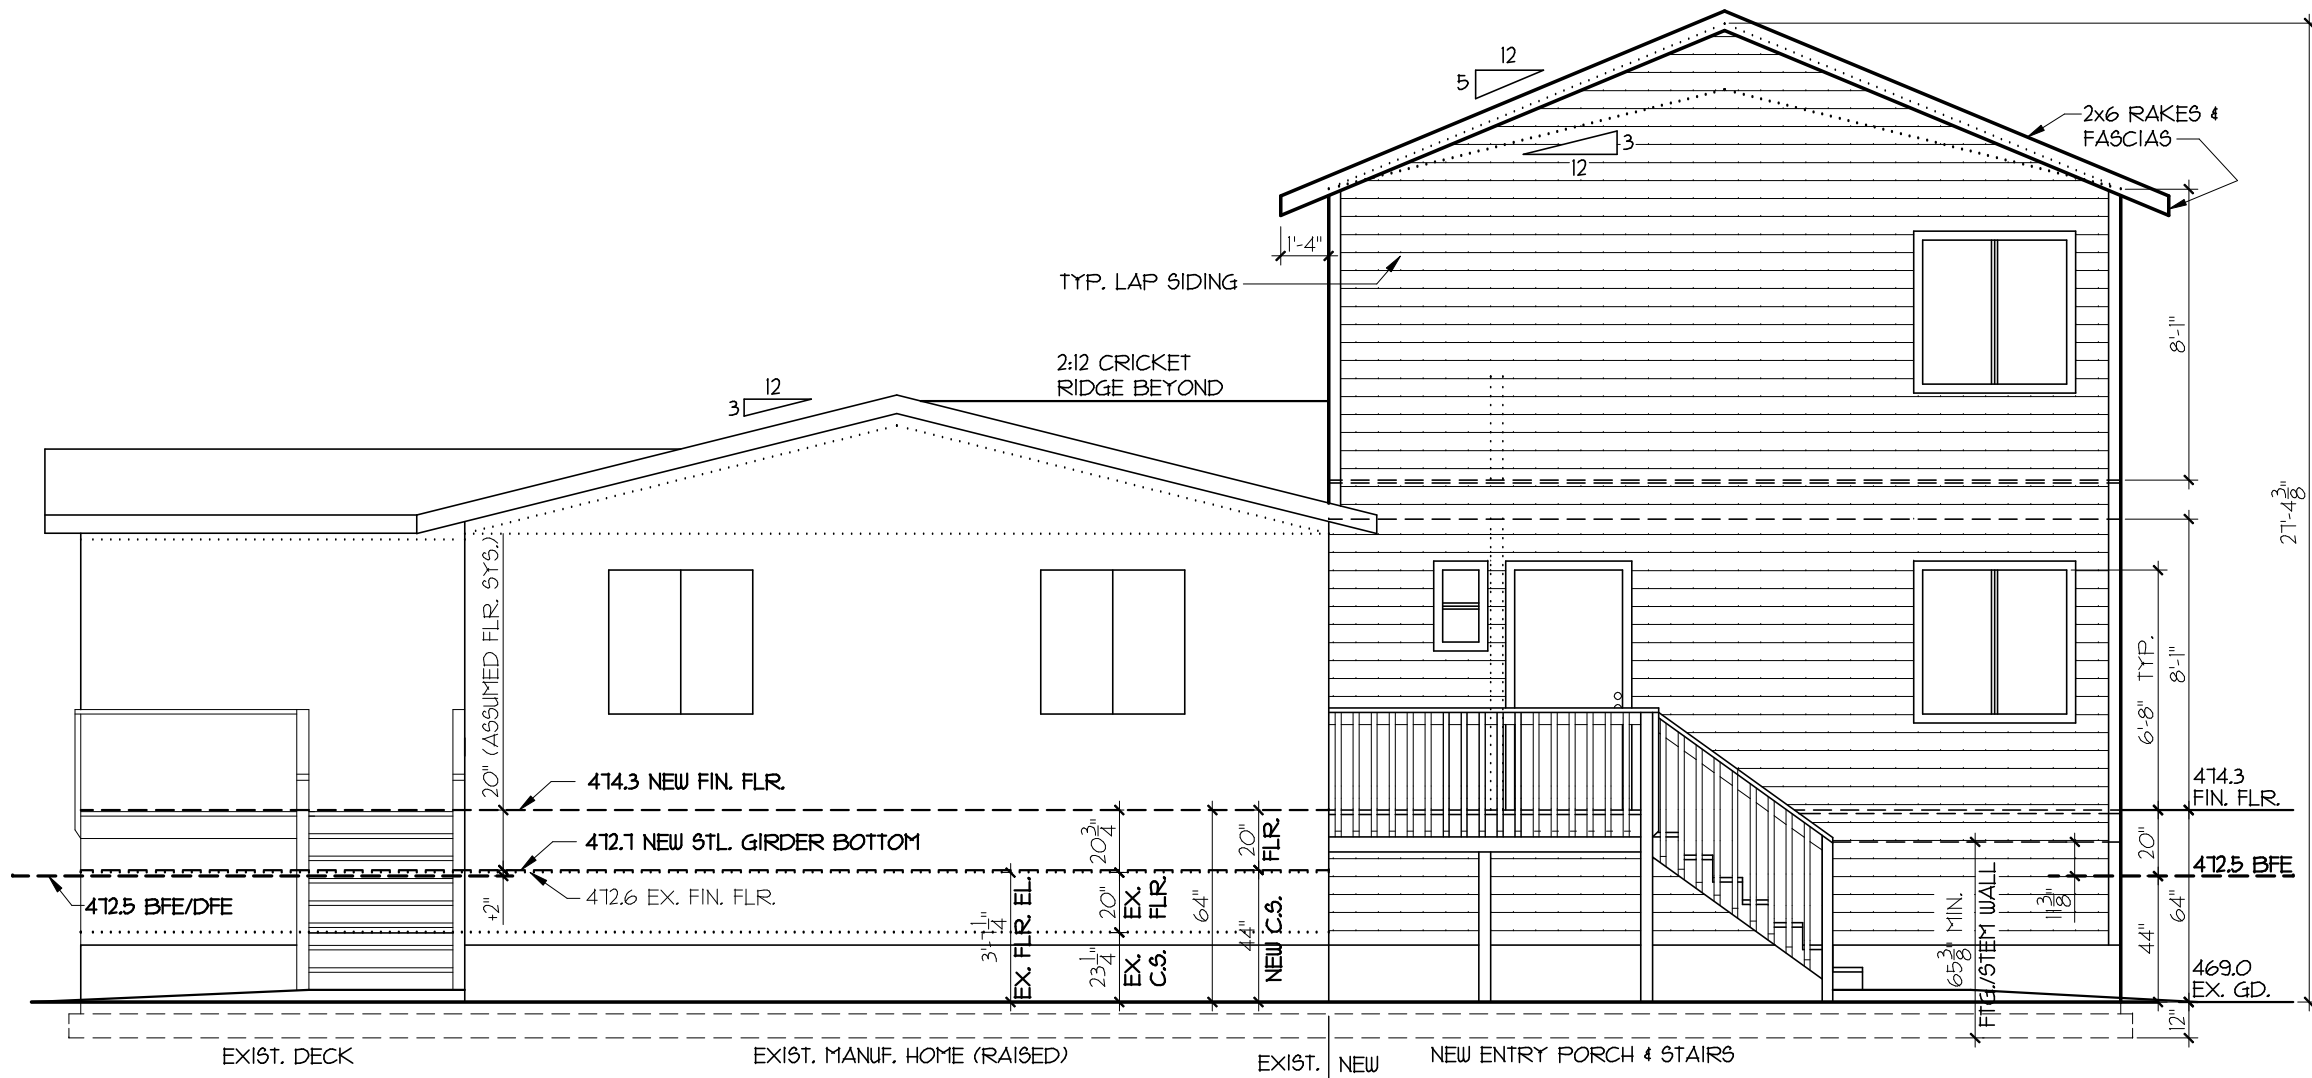 12
5
2x6 RAKES &
FASCIAS
3
12
1'-4"
TYP. LAP SIDING
8'-1"
2:12 CRICKET
RIDGE BEYOND
12
3
27'-4 3/8"
20" (ASSUMED FLR. SYS.)
6'-8" TYP.
8'-1"
474.3 NEW FIN. FLR.
474.3
FIN. FLR.
472.7 NEW STL. GIRDER BOTTOM
20 3/4"
20"
FLR.
20"
472.5 BFE
472.6 EX. FIN. FLR.
472.5 BFE/DFE
+2"
3'-7 1/4"
EX. FLR. EL.
20"
EX.
FLR.
23 1/4"
EX.
C.S.
64"
44"
NEW C.S.
65 3/8" MIN.
FTG./STEM WALL
11 3/8"
44"
64"
469.0
EX. GD.
12"
EXIST. DECK
EXIST. MANUF. HOME (RAISED)
EXIST.
NEW
NEW ENTRY PORCH & STAIRS